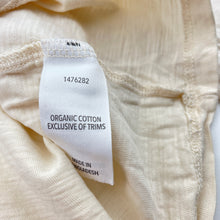 1476282
ORGANIC COTTON
EXCLUSIVE OF TRIMS
MADE IN